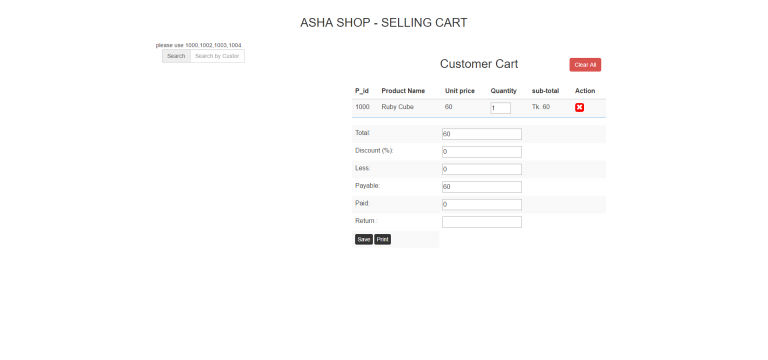 ASHA SHOP - SELLING CART
please use 1000,1002,1003,1004
Search Search by Custor
Customer Cart Clear All
P_id Product Name Unit price Quantity sub-total Action
1000 Ruby Cube 60 1 Tk. 60
Total: 60
Discount (%): 0
Less: 0
Payable: 60
Paid: 0
Return :
Save Print